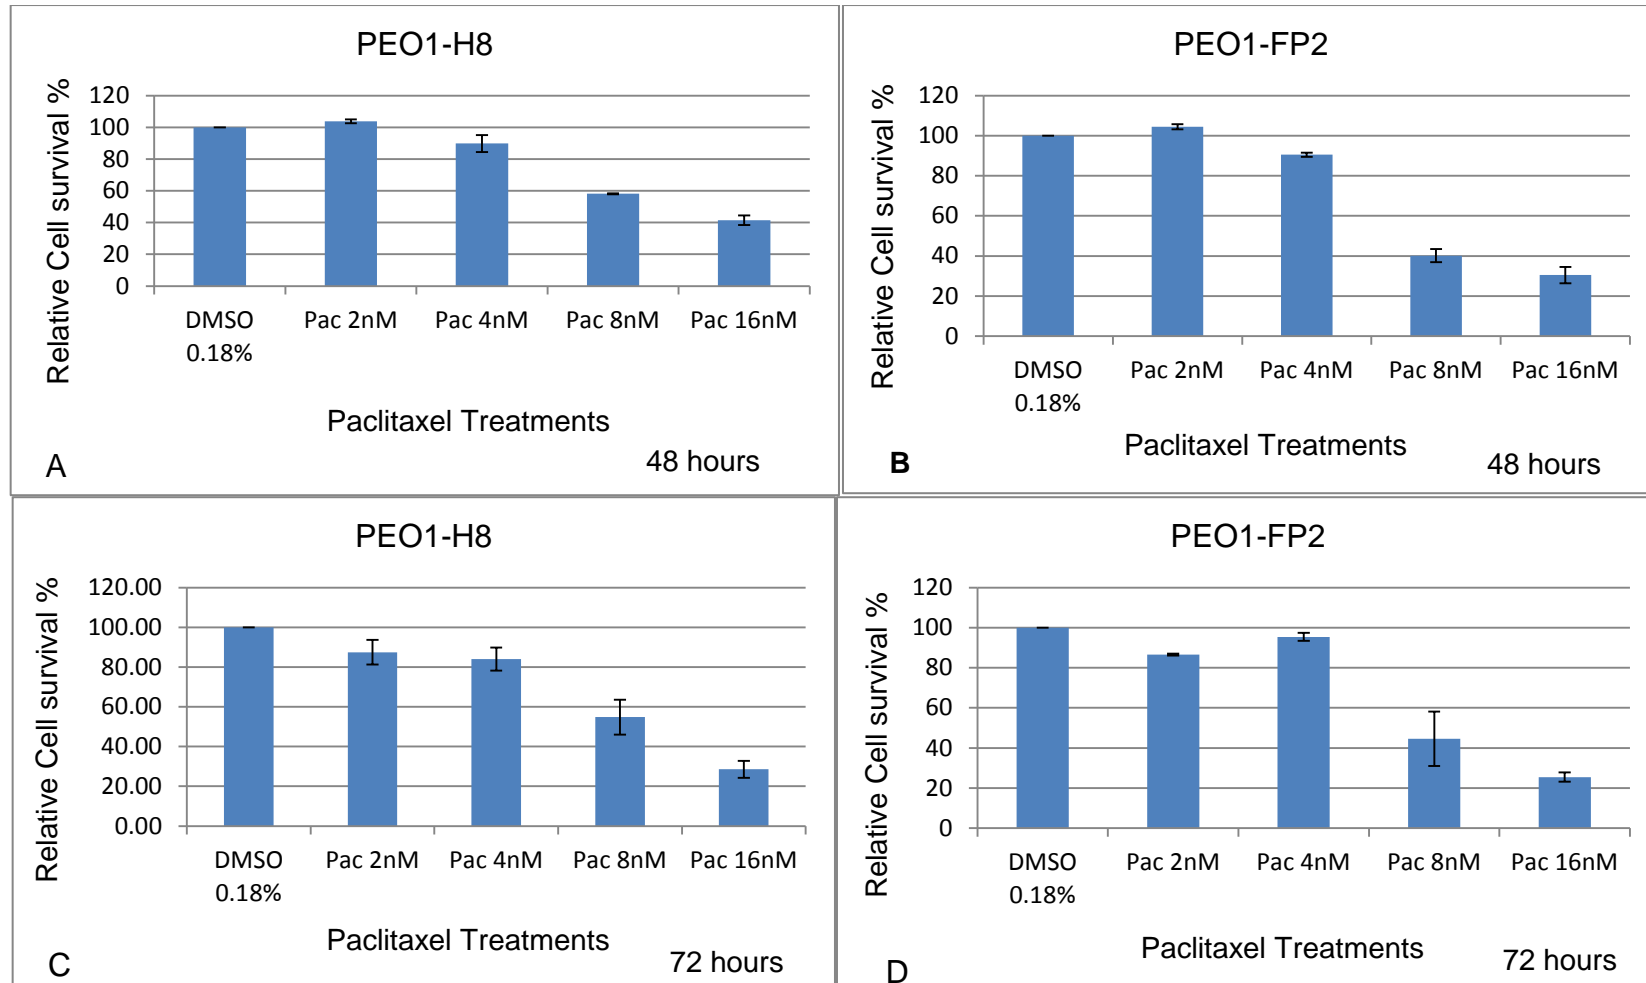 PEO1-H8
Relative Cell survival %
120
100
80
60
40
20
0
DMSO
0.18%
Pac 2nM
Pac 4nM
Pac 8nM
Pac 16nM
Paclitaxel Treatments
A
48 hours
PEO1-FP2
Relative Cell survival %
120
100
80
60
40
20
0
DMSO
0.18%
Pac 2nM
Pac 4nM
Pac 8nM
Pac 16nM
Paclitaxel Treatments
B
48 hours
PEO1-H8
Relative Cell survival %
120.00
100.00
80.00
60.00
40.00
20.00
0.00
DMSO
0.18%
Pac 2nM
Pac 4nM
Pac 8nM
Pac 16nM
Paclitaxel Treatments
C
72 hours
PEO1-FP2
Relative Cell survival %
120
100
80
60
40
20
0
DMSO
0.18%
Pac 2nM
Pac 4nM
Pac 8nM
Pac 16nM
Paclitaxel Treatments
D
72 hours